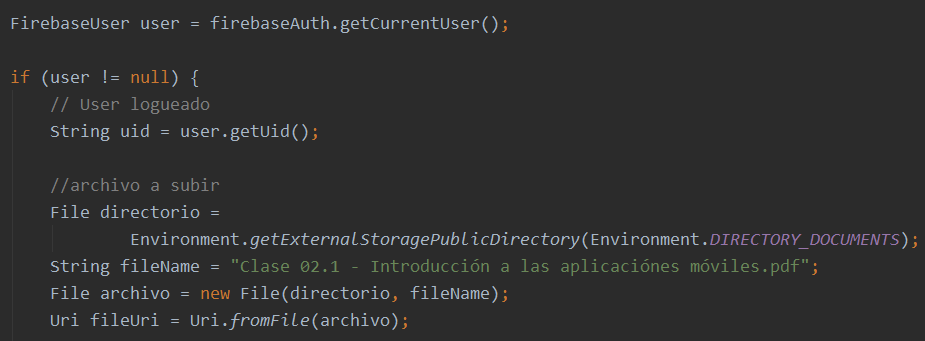 FirebaseUser user = firebaseAuth.getCurrentUser();
if (user != null) {
// User logueado
String uid = user.getUid();
//archivo a subir
File directorio =
Environment.getExternalStoragePublicDirectory(Environment.DIRECTORY_DOCUMENTS);
String fileName = "Clase 02.1 - Introducción a las aplicaciónes móviles.pdf";
File archivo = new File(directorio, fileName);
Uri fileUri = Uri.fromFile(archivo);